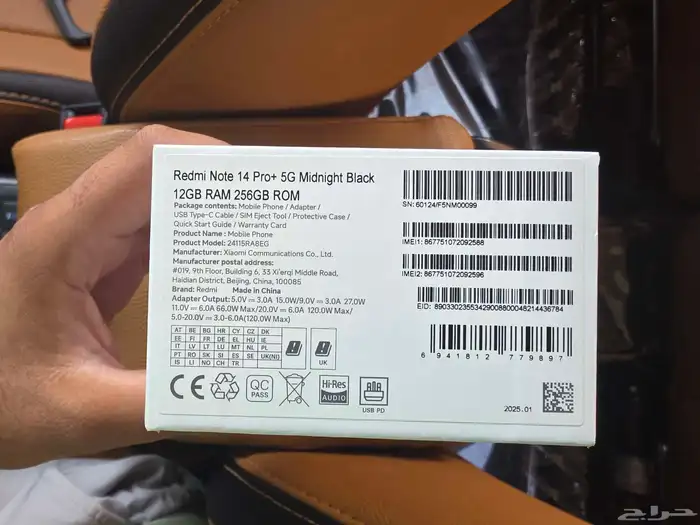 Redmi Note 14 Pro+ 5G Midnight Black
12GB RAM 256GB ROM
Package contents: Mobile Phone / Adapter /
USB Type-C Cable / SIM Eject Tool / Protective Case /
Quick Start Guide / Warranty Card
Product Name : Mobile Phone
Product Model: 24115RA8EG
Manufacturer: Xiaomi Communications Co., Ltd.
Manufacturer postal address:
#019, 9th Floor, Building 6, 33 Xi'erqi Middle Road,
Haidian District, Beijing, China, 100085
Brand: Redmi Made in China
Adapter Output: 5.0V⎓3.0A 15.0W/9.0V⎓3.0A 27.0W
11.0V⎓6.0A 66.0W Max/20.0V⎓6.0A 120.0W Max/
5.0-20.0V⎓3.0-6.0A(120.0W Max)
AT BE BG HR CY CZ DK
EE FI FR DE EL HU IE
IT LV LT LU MT NL PL
PT RO SK SI ES SE UK(NI)
IS LI NO CH TR
UK
CE
QC
PASS
Hi-Res
AUDIO
USB PD
SN: 60124/F5NM00099
IMEI1: 867751072092588
IMEI2: 867751072092596
EID: 89033023553429008800048214436784
6 941812 779897
2025.01
حراج